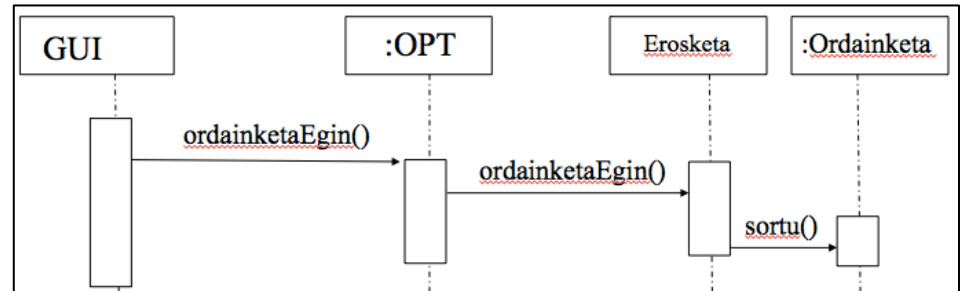 GUI
:OPT
Erosketa
:Ordainketa
ordainketaEgin()
ordainketaEgin()
sortu()